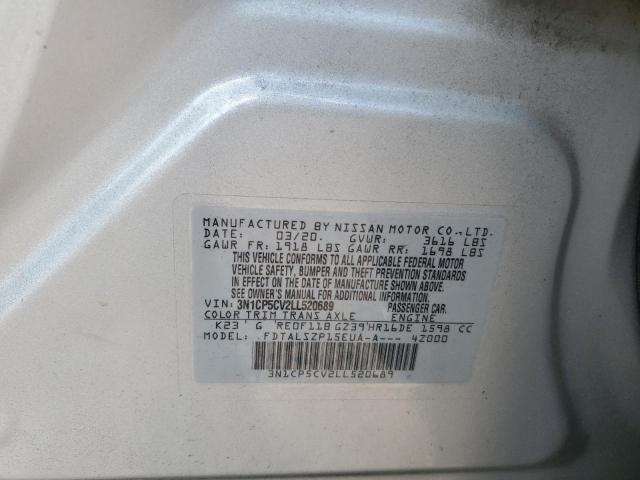 MANUFACTURED BY NISSAN MOTOR CO.,LTD.
DATE: 03/20. GVWR: 3616 LBS
GAWR FR: 1918 LBS GAWR RR: 1698 LBS
THIS VEHICLE CONFORMS TO ALL APPLICABLE FEDERAL MOTOR
VEHICLE SAFETY, BUMPER AND THEFT PREVENTION STANDARDS
IN EFFECT ON THE DATE OF MANUFACTURE SHOWN ABOVE.
SEE OWNER'S MANUAL FOR ADDITIONAL INFORMATION.
VIN: 3N1CP5CV2LL520689 PASSENGER CAR.
COLOR TRIM TRANS AXLE ENGINE
K23 G RE0F11B GZ39 HR16DE 1598 CC
MODEL: FDTALSZP15EUA-A--- 4Z000
3N1CP5CV2LL520689